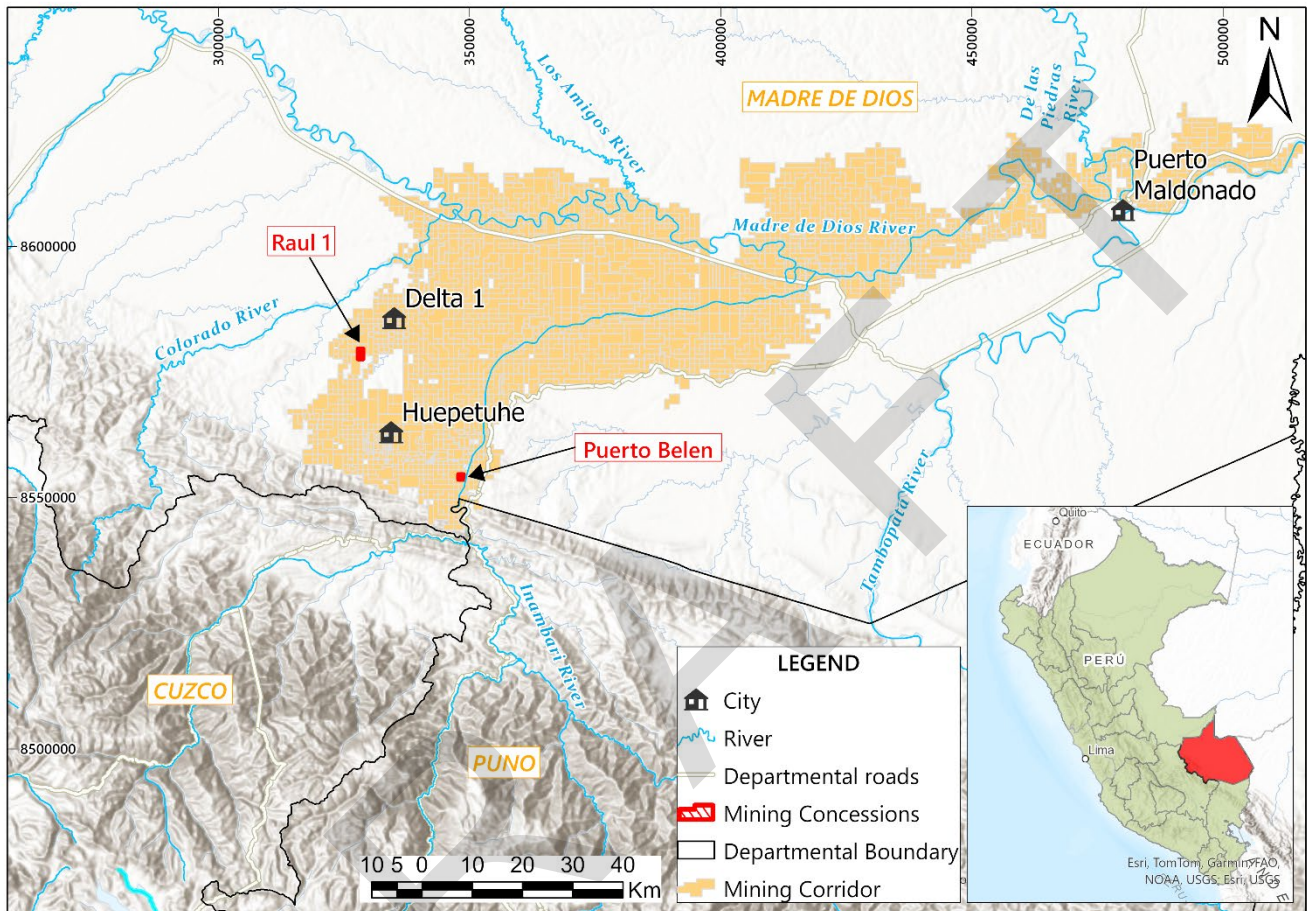 300000
350000
400000
450000
500000
N
Los Amigos River
MADRE DE DIOS
De las
Piedras
River
Puerto
Maldonado
Madre de Dios River
8600000
Raul 1
Delta 1
Colorado River
Huepetuhe
Puerto Belen
8550000
Tambopata River
Inambari River
CUZCO
PUNO
8500000
10 5 0 10 20 30 40
Km
LEGEND
City
River
Departmental roads
Mining Concessions
Departmental Boundary
Mining Corridor
Quito
ECUADOR
PERÚ
Lima
Esri, TomTom, Garmin, FAO,
NOAA, USGS; Esri, USGS
DRAFT